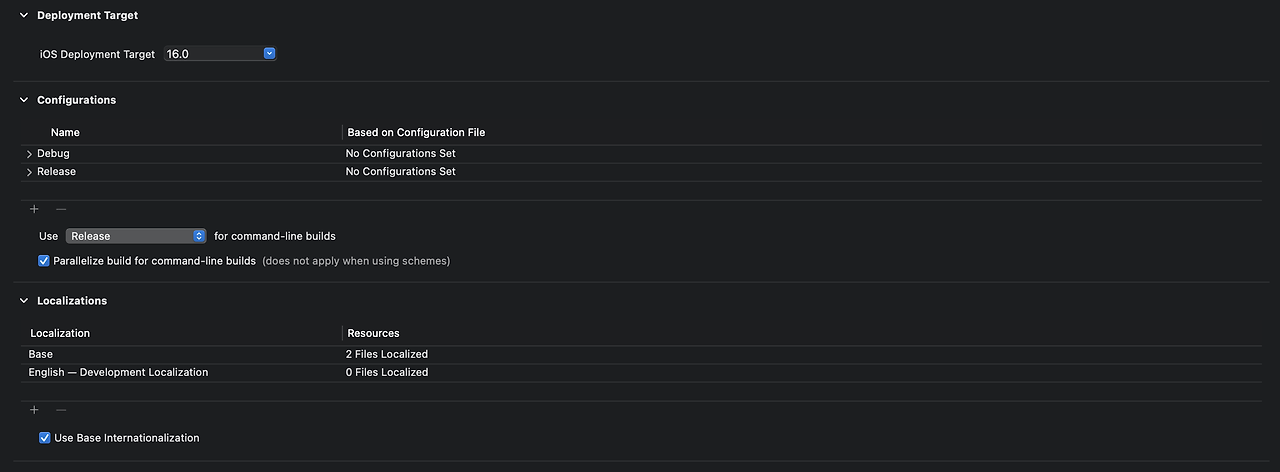 Deployment Target
iOS Deployment Target 16.0
Configurations
Name Based on Configuration File
Debug No Configurations Set
Release No Configurations Set
+ —
Use Release for command-line builds
Parallelize build for command-line builds (does not apply when using schemes)
Localizations
Localization Resources
Base 2 Files Localized
English — Development Localization 0 Files Localized
+ —
Use Base Internationalization